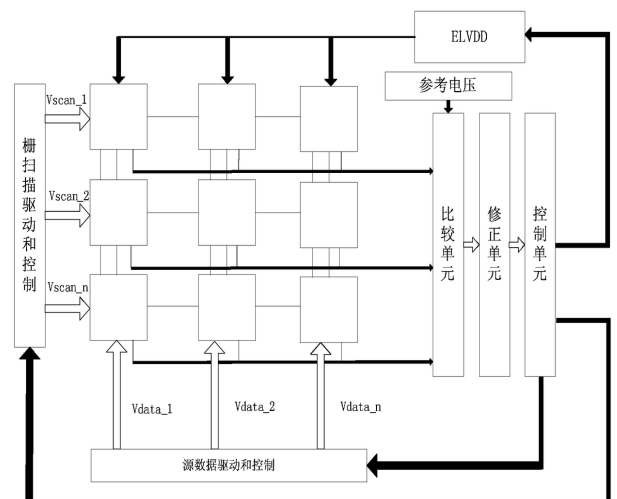 ELVDD
参考电压
Vscan_1
Vscan_2
Vscan_n
栅扫描驱动和控制
比较单元
修正单元
控制单元
Vdata_1
Vdata_2
Vdata_n
源数据驱动和控制